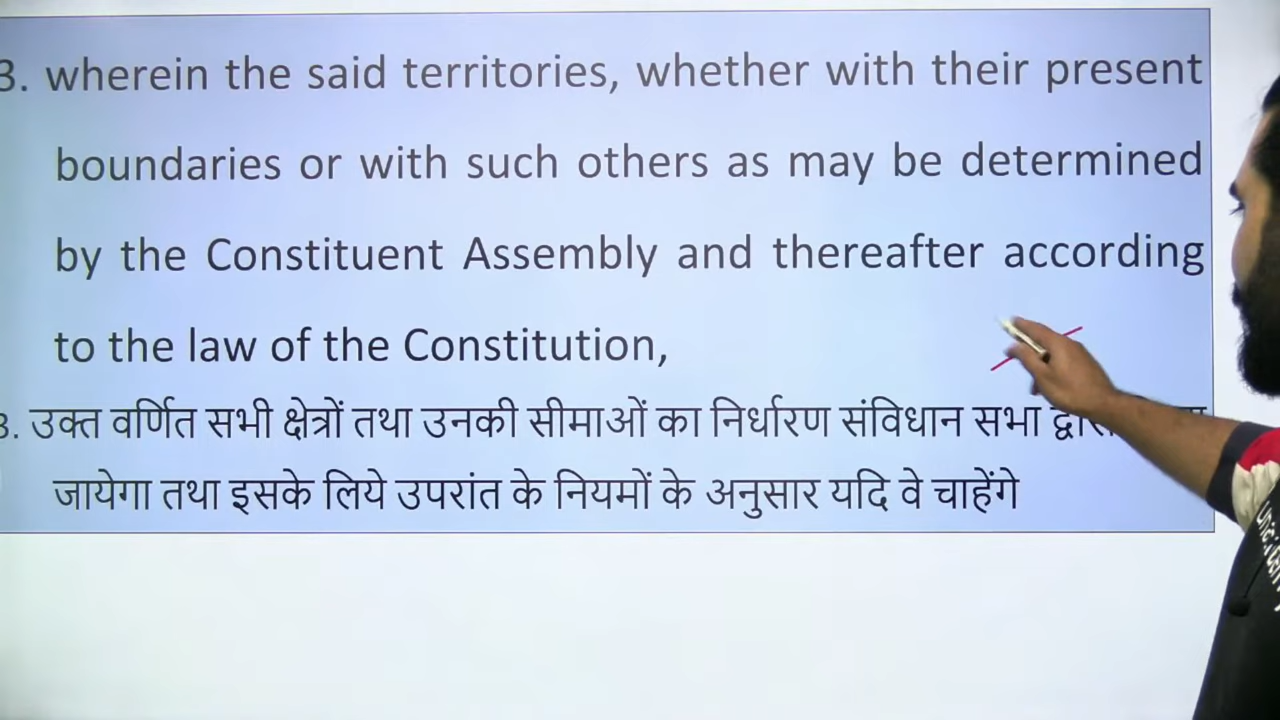 3. wherein the said territories, whether with their present
boundaries or with such others as may be determined
by the Constituent Assembly and thereafter according
to the law of the Constitution,
3. उक्त वर्णित सभी क्षेत्रों तथा उनकी सीमाओं का निर्धारण संविधान सभा
जायेगा तथा इसके लिये उपरांत के नियमों के अनुसार यदि वे चाहेंगे